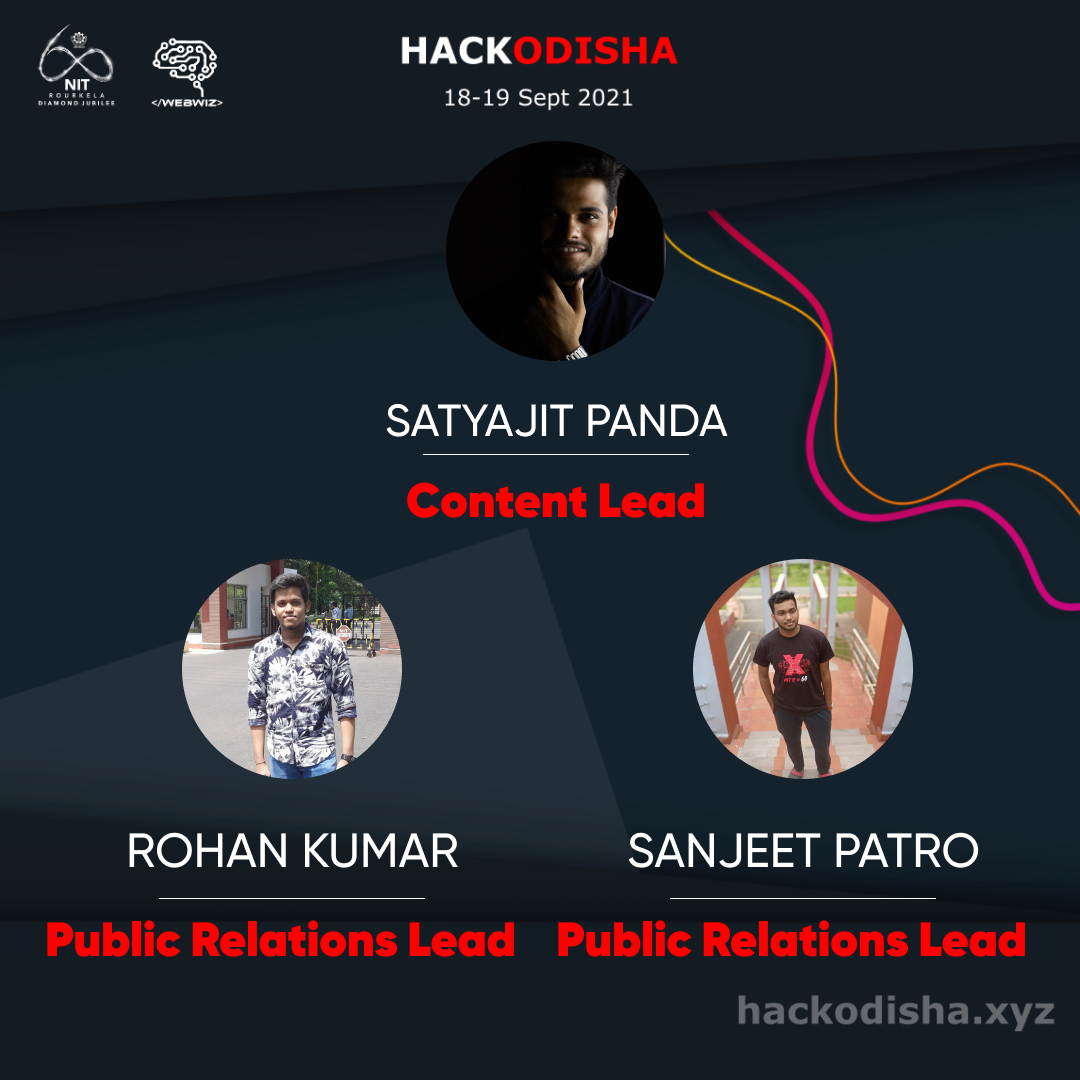 NIT
ROURKELA
DIAMOND JUBILEE
</WEBWIZ>
HACKODISHA
18-19 Sept 2021
SATYAJIT PANDA
Content Lead
X
ROHAN KUMAR
Public Relations Lead
SANJEET PATRO
Public Relations Lead
hackodisha.xyz